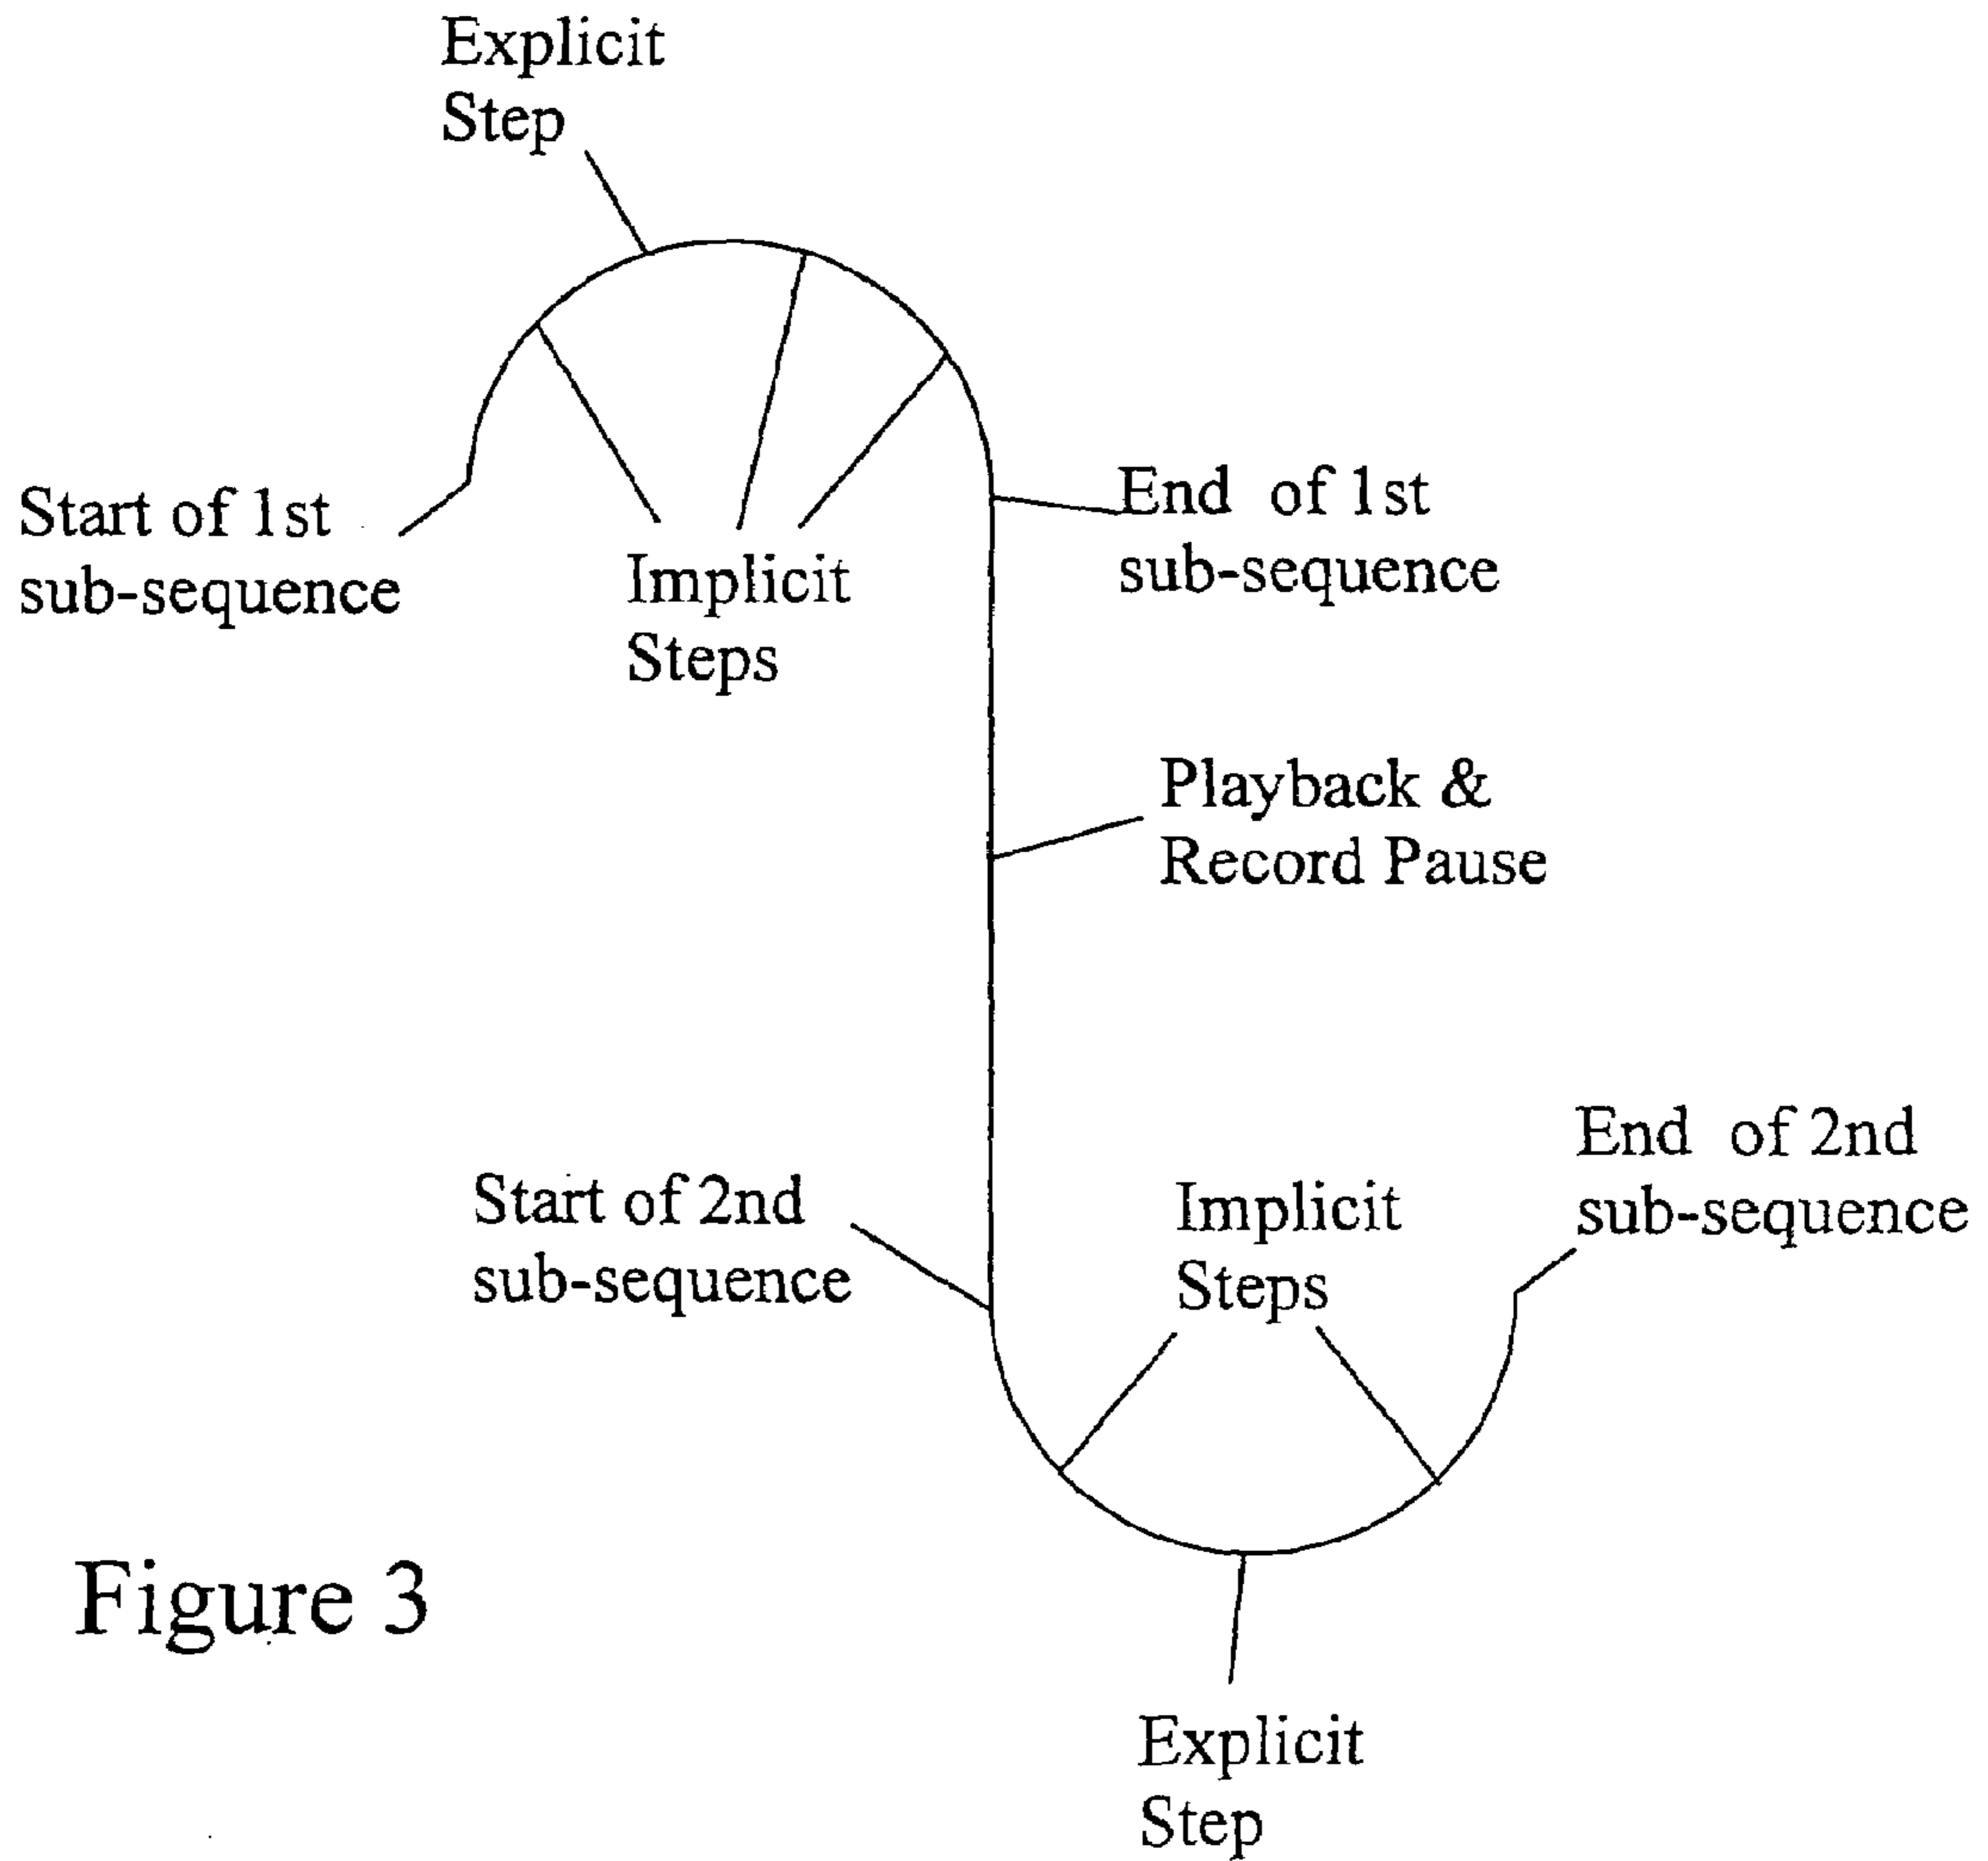 Explicit
Step
Start of 1st
sub-sequence
Implicit
Steps
End of 1st
sub-sequence
Playback &
Record Pause
Start of 2nd
sub-sequence
Implicit
Steps
End of 2nd
sub-sequence
Explicit
Step
Figure 3